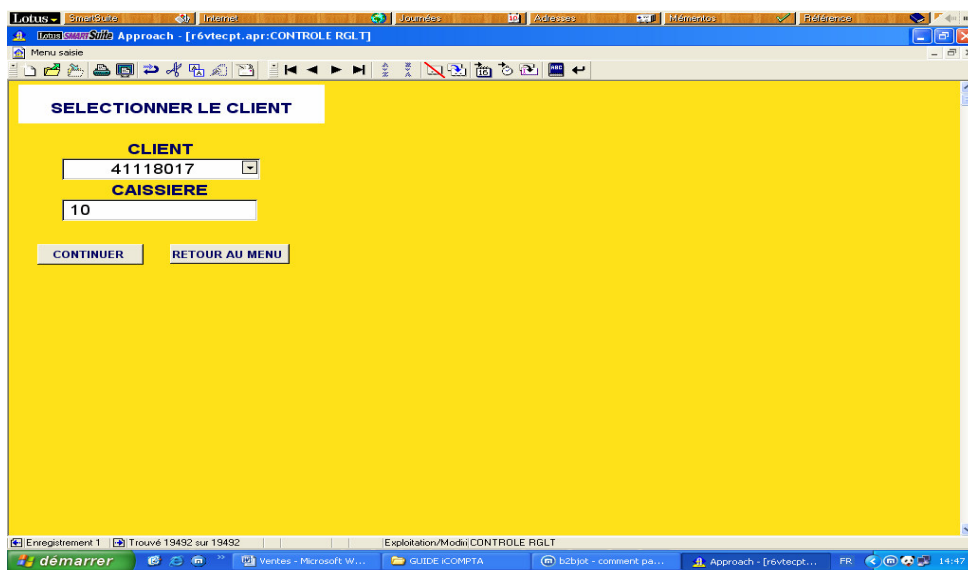 Lotus SmartSuite Internet Journées 10 Adresses Mémentos Référence
Lotus SMARTSuite Approach - [r6vtecpt.apr:CONTROLE RGLT]
Menu saisie
SELECTIONNER LE CLIENT
CLIENT
41118017
CAISSIERE
10
CONTINUER RETOUR AU MENU
Enregistrement 1 Trouvé 19492 sur 19492 Exploitation/Modii CONTROLE RGLT
démarrer » Ventes - Microsoft W... GUIDE iCOMPTA b2bjot - comment pa... Approach - [r6vtecpt... FR 14:47